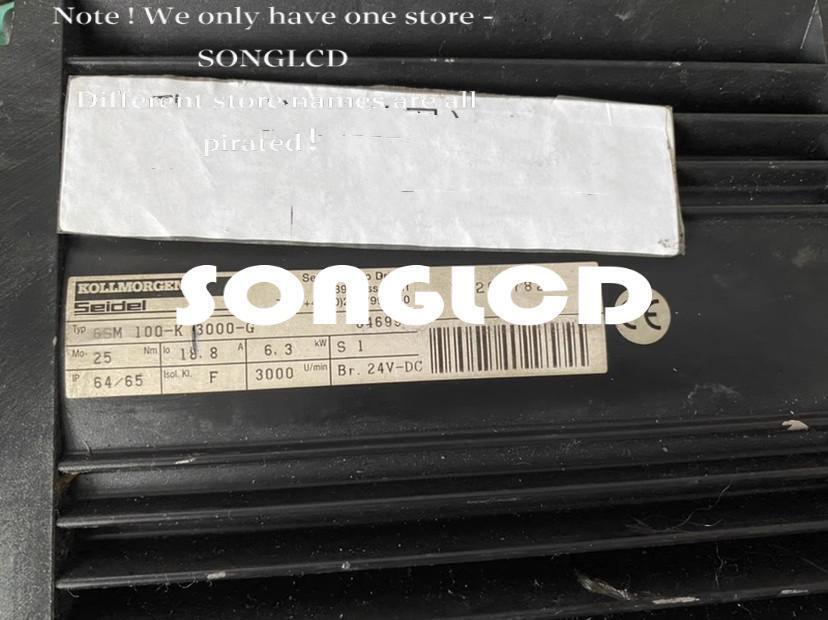 Note ! We only have one store -
SONGLCD
Different store names are all
pirated !
KOLLMORGEN
Seidel
SONGLCD
Typ 6SM 100-K 3000-G
Mo. 25 Nm Io 18.8 A 6.3 kW S 1
IP 64/65 Isol. Kl. F 3000 U/min Br. 24V-DC
CE